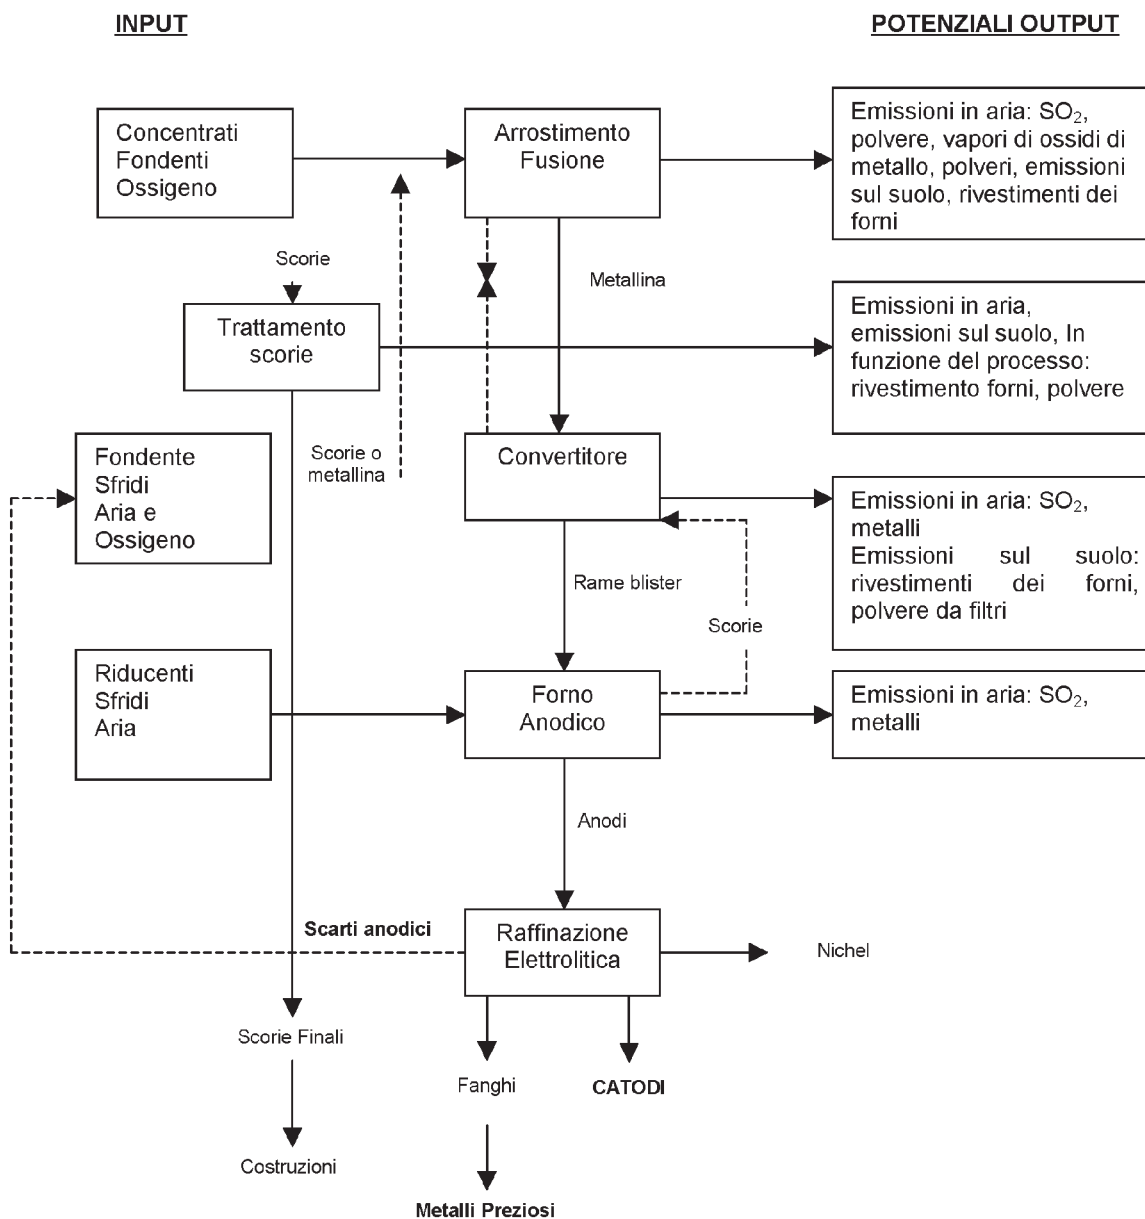 INPUT
POTENZIALI OUTPUT
Concentrati
Fondenti
Ossigeno
Arrostimento
Fusione
Emissioni in aria: SO₂,
polvere, vapori di ossidi di
metallo, polveri, emissioni
sul suolo, rivestimenti dei
forni
Scorie
Metallina
Trattamento
scorie
Emissioni in aria,
emissioni sul suolo, In
funzione del processo:
rivestimento forni, polvere
Scorie o
metallina
Fondente
Sfridi
Aria e
Ossigeno
Convertitore
Emissioni in aria: SO₂,
metalli
Emissioni sul suolo:
rivestimenti dei forni,
polvere da filtri
Rame blister
Scorie
Riducenti
Sfridi
Aria
Forno
Anodico
Emissioni in aria: SO₂,
metalli
Anodi
Scarti anodici
Raffinazione
Elettrolitica
Nichel
Scorie Finali
Fanghi
CATODI
Costruzioni
Metalli Preziosi